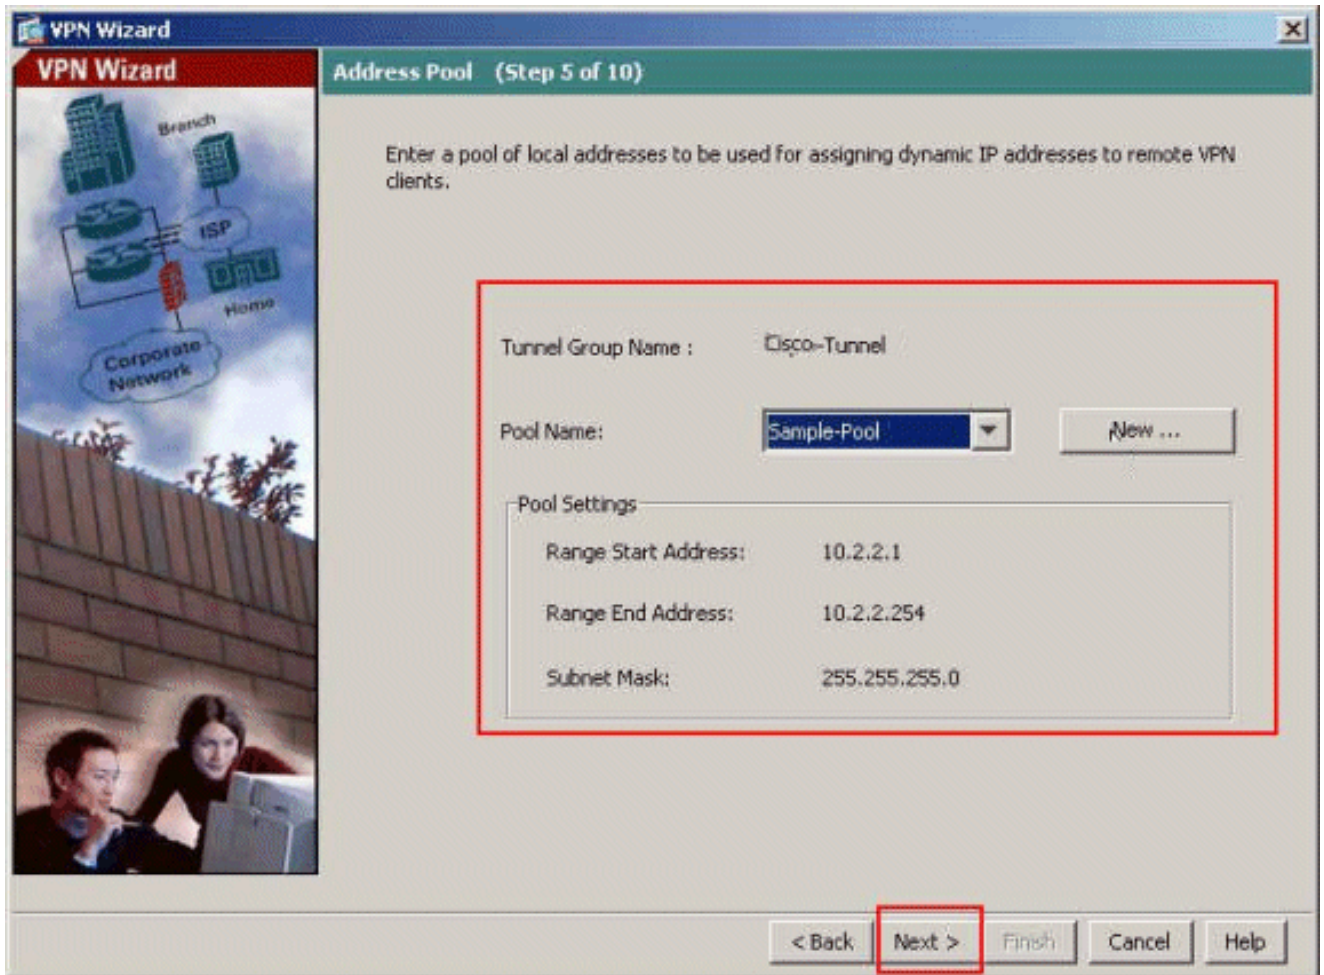 VPN Wizard
VPN Wizard
Address Pool (Step 5 of 10)
Branch
ISP
Home
Corporate
Network
Enter a pool of local addresses to be used for assigning dynamic IP addresses to remote VPN
clients.
Tunnel Group Name : Cisco-Tunnel
Pool Name: Sample-Pool New ...
Pool Settings
Range Start Address: 10.2.2.1
Range End Address: 10.2.2.254
Subnet Mask: 255.255.255.0
< Back Next > Finish Cancel Help